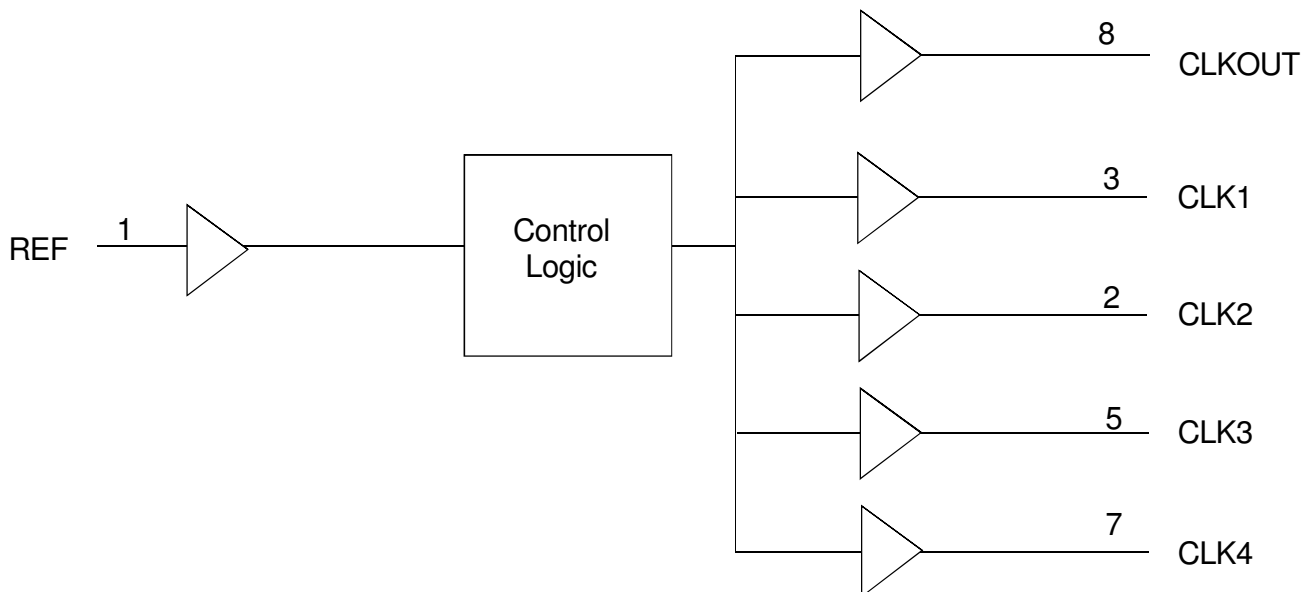 8
CLKOUT
3
CLK1
REF
1
Control
Logic
2
CLK2
5
CLK3
7
CLK4